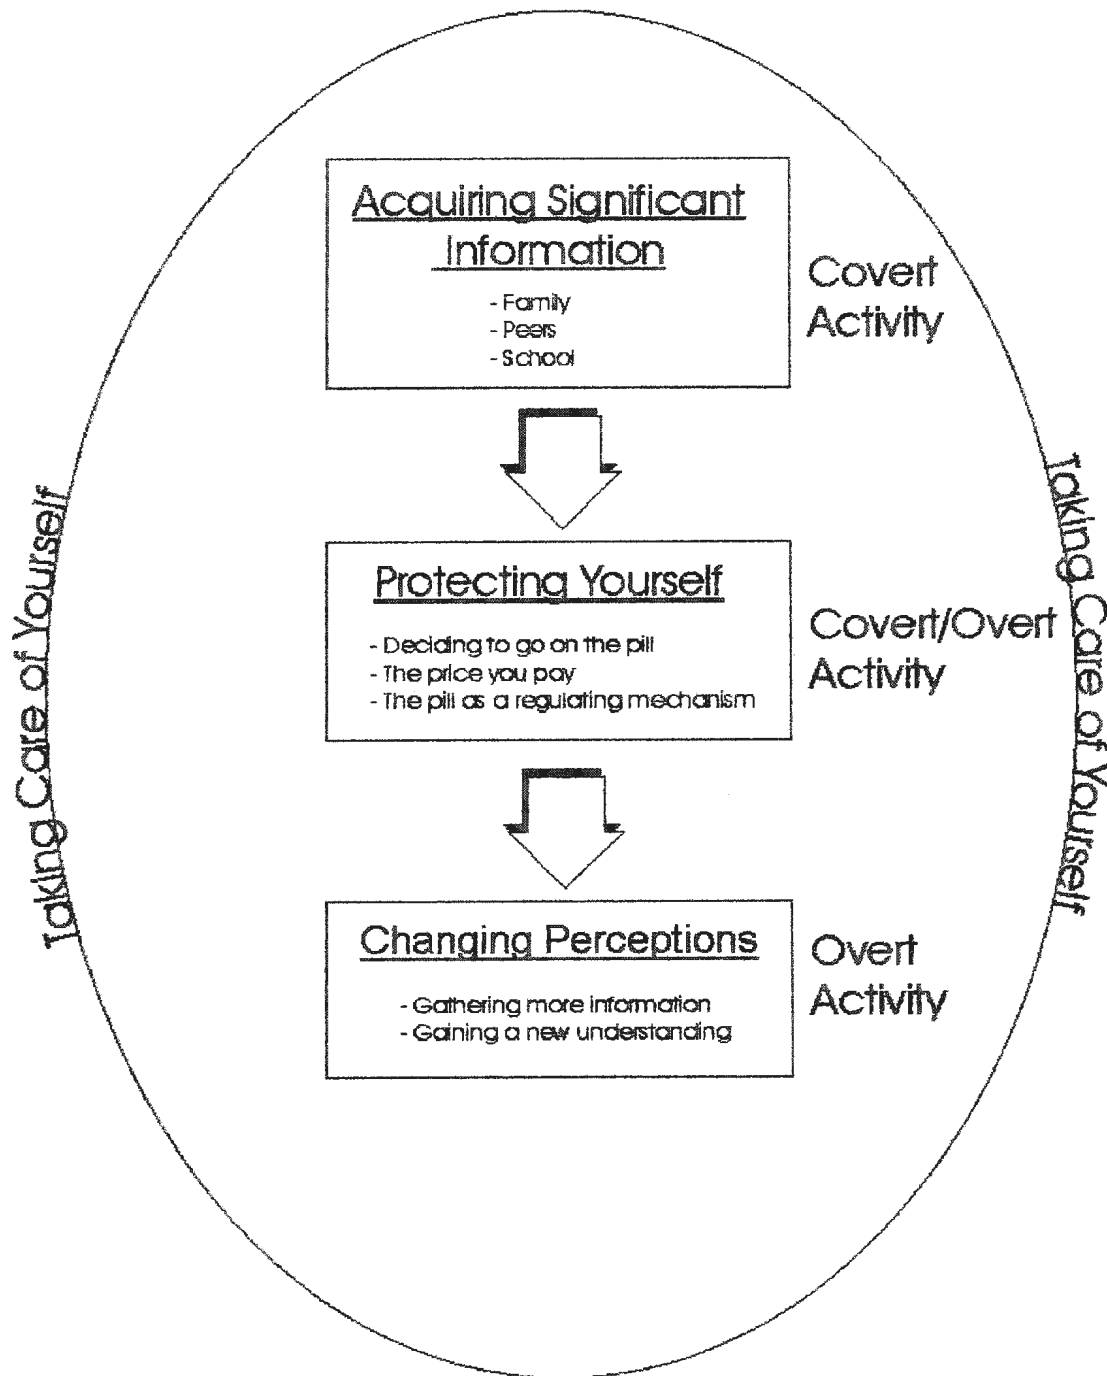 Acquiring Significant
Information
- Family
- Peers
- School
Covert
Activity
Protecting Yourself
- Deciding to go on the pill
- The price you pay
- The pill as a regulating mechanism
Covert/Overt
Activity
Changing Perceptions
- Gathering more information
- Gaining a new understanding
Overt
Activity
Taking Care of Yourself
Taking Care of Yourself